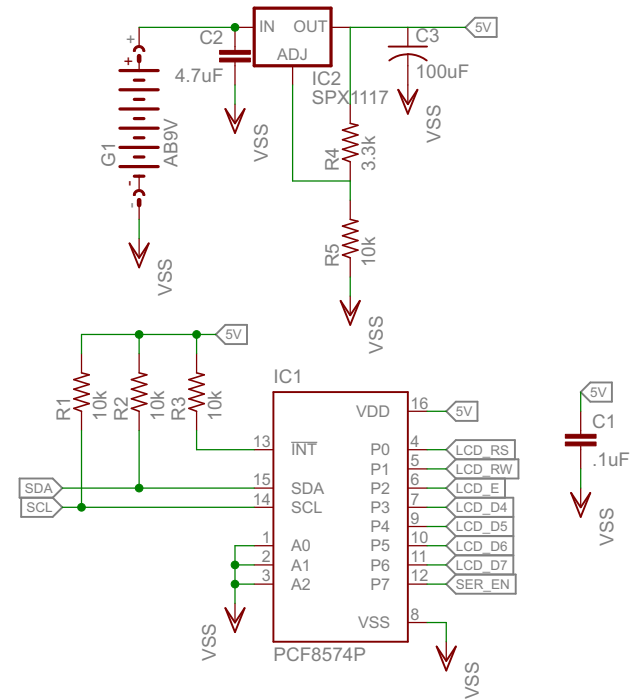 +
+
-
-
G1
AB9V
VSS
C2
4.7uF
VSS
IN
OUT
ADJ
IC2
SPX1117
5V
C3
100uF
VSS
R4
3.3k
R5
10k
VSS
5V
R1
10k
R2
10k
R3
10k
SDA
SCL
IC1
13
INT
15
SDA
14
SCL
1
A0
2
A1
3
A2
VSS
VDD
16
5V
P0
4
LCD_RS
P1
5
LCD_RW
P2
6
LCD_E
P3
7
LCD_D4
P4
9
LCD_D5
P5
10
LCD_D6
P6
11
LCD_D7
P7
12
SER_EN
VSS
8
VSS
PCF8574P
5V
C1
.1uF
VSS